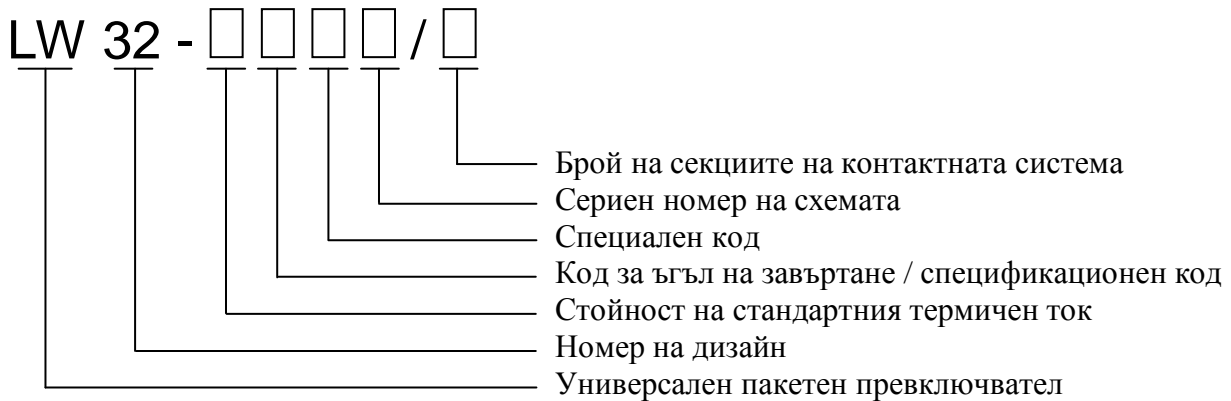 LW 32 - □ □ □ □ / □
Брой на секциите на контактната система
Сериен номер на схемата
Специален код
Код за ъгъл на завъртане / спецификационен код
Стойност на стандартния термичен ток
Номер на дизайн
Универсален пакетен превключвател